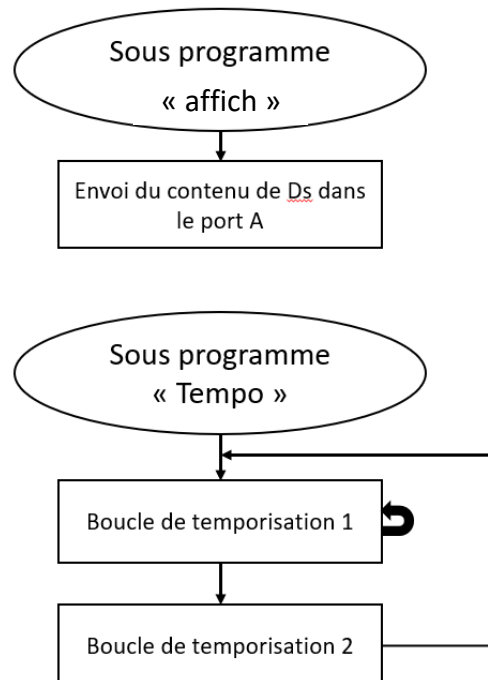 Sous programme
« affich »
Envoi du contenu de Ds dans
le port A
Sous programme
« Tempo »
Boucle de temporisation 1
Boucle de temporisation 2